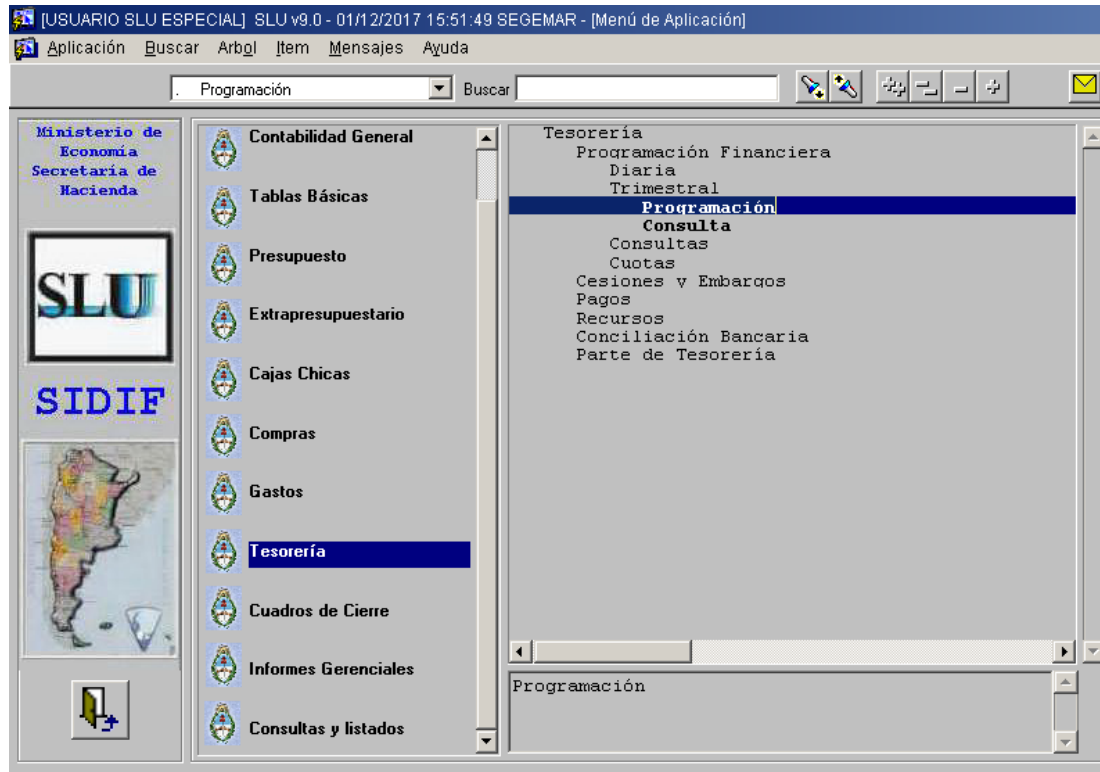 [USUARIO SLU ESPECIAL] SLU v9.0 - 01/12/2017 15:51:49 SEGEMAR - [Menú de Aplicación]
Aplicación Buscar Arbol Item Mensajes Ayuda
. Programación Buscar
Ministerio de
Economía
Secretaría de
Hacienda
SLU
SIDIF
Contabilidad General
Tablas Básicas
Presupuesto
Extrapresupuestario
Cajas Chicas
Compras
Gastos
Tesorería
Cuadros de Cierre
Informes Gerenciales
Consultas y listados
Tesorería
Programación Financiera
Diaria
Trimestral
Programación
Consulta
Consultas
Cuotas
Cesiones y Embargos
Pagos
Recursos
Conciliación Bancaria
Parte de Tesorería
Programación